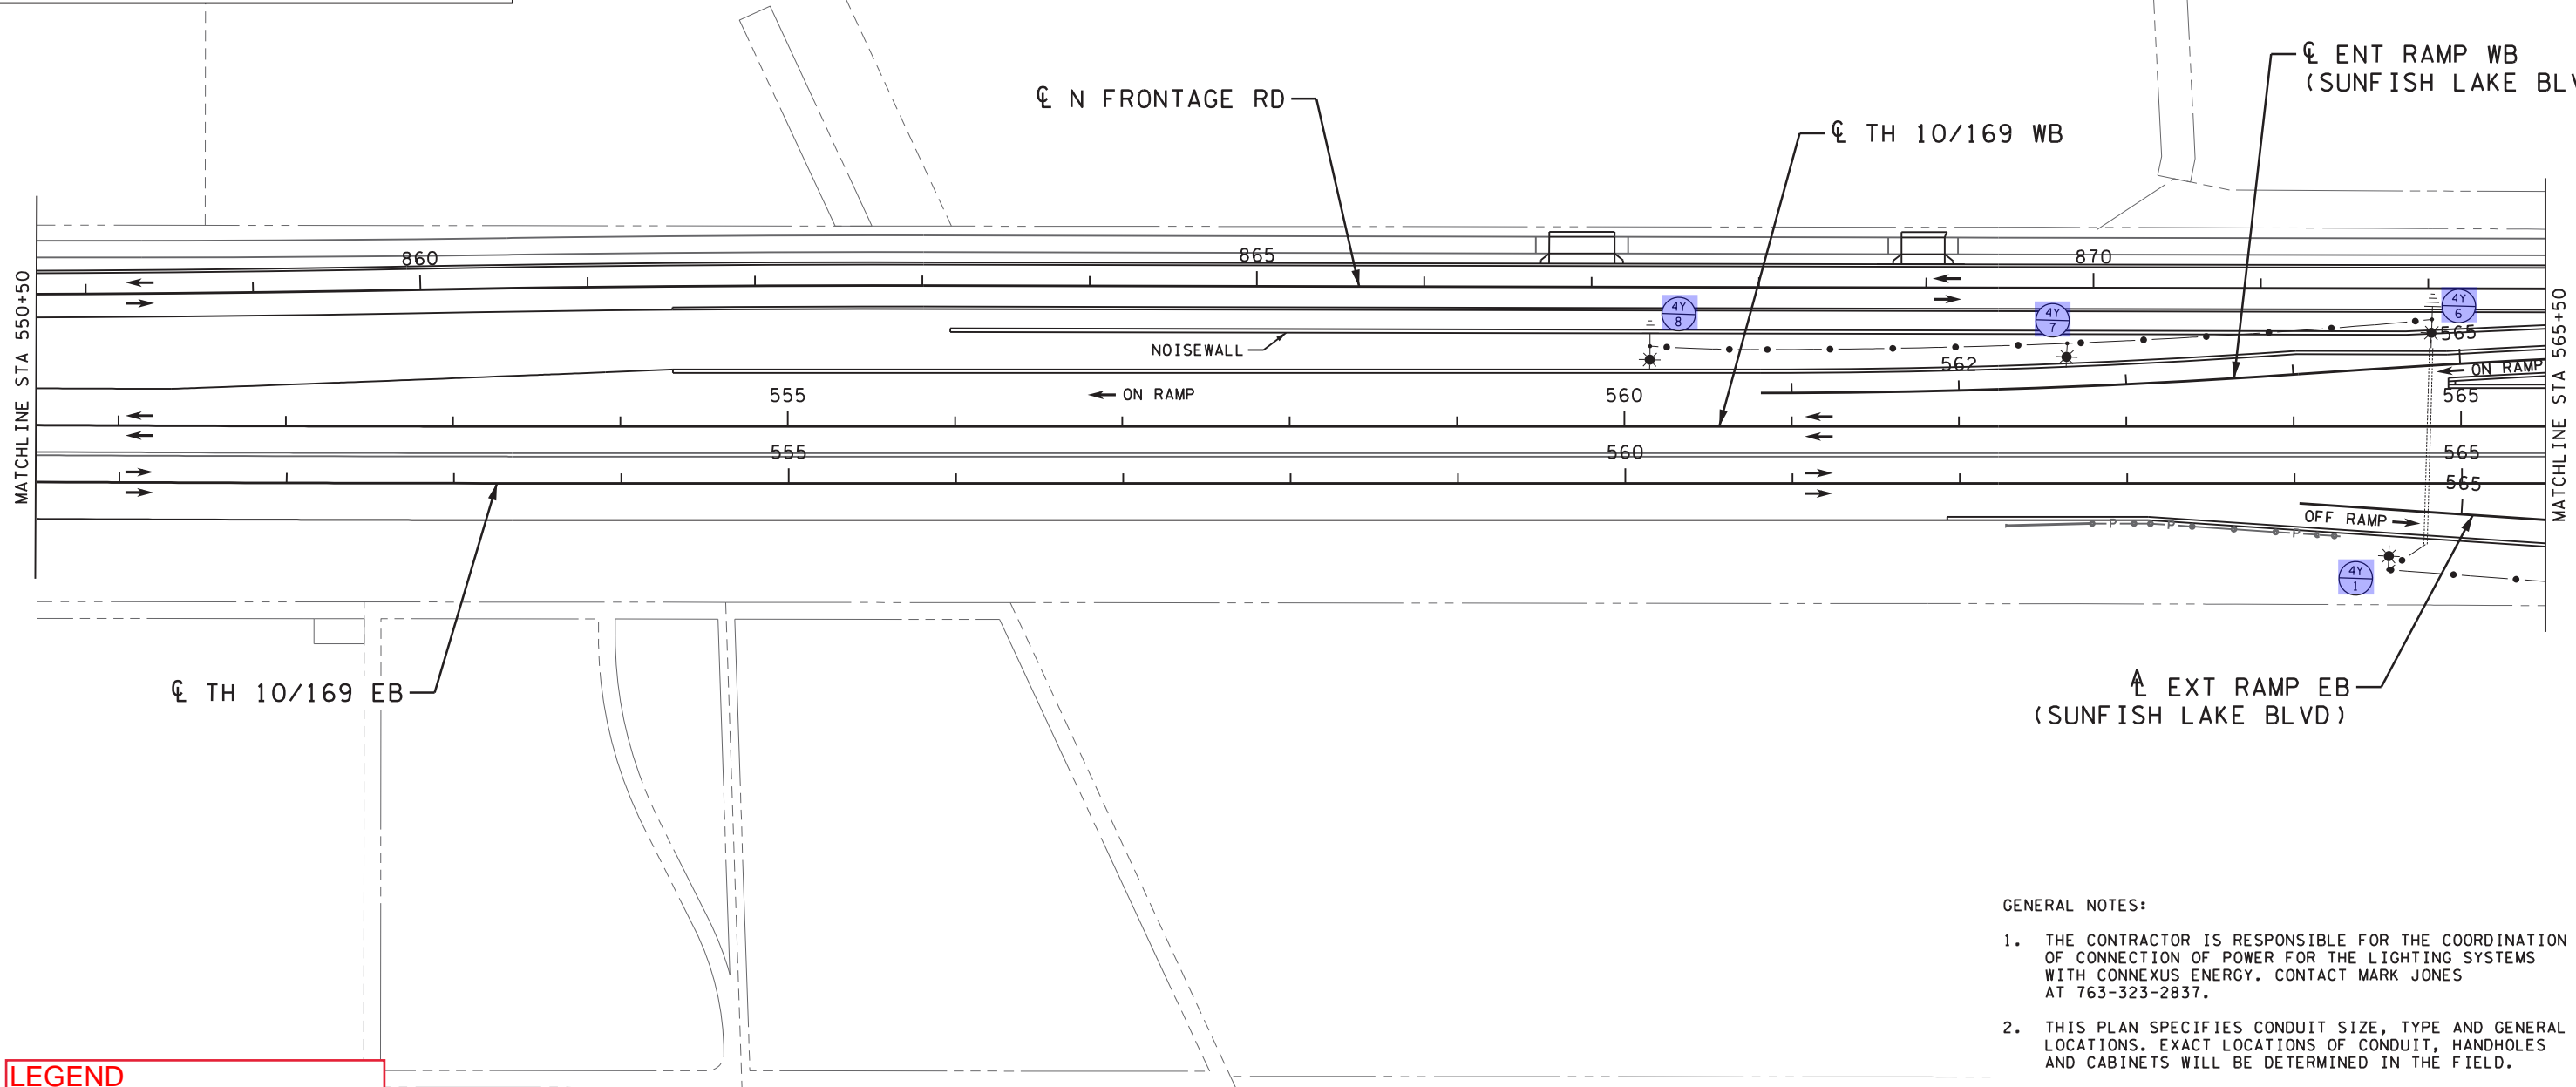 ℄ ENT RAMP WB
(SUNFISH LAKE BLV
℄ N FRONTAGE RD
℄ TH 10/169 WB
MATCHLINE STA 550+50
MATCHLINE STA 565+50
860
865
870
4Y
8
4Y
7
4Y
6
565
NOISEWALL
562
ON RAMP
555
ON RAMP
560
565
555
560
565
565
OFF RAMP
P
P
P
4Y
1
℄ TH 10/169 EB
EXT RAMP EB
(SUNFISH LAKE BLVD)
GENERAL NOTES:
1. THE CONTRACTOR IS RESPONSIBLE FOR THE COORDINATION
OF CONNECTION OF POWER FOR THE LIGHTING SYSTEMS
WITH CONNEXUS ENERGY. CONTACT MARK JONES
AT 763-323-2837.
2. THIS PLAN SPECIFIES CONDUIT SIZE, TYPE AND GENERAL
LOCATIONS. EXACT LOCATIONS OF CONDUIT, HANDHOLES
AND CABINETS WILL BE DETERMINED IN THE FIELD.
LEGEND